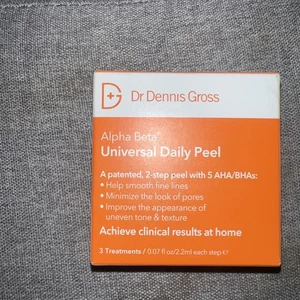 Dr Dennis Gross
Alpha Beta®
Universal Daily Peel
A patented, 2-step peel with 5 AHA/BHAs:
• Help smooth fine lines
• Minimize the look of pores
• Improve the appearance of
uneven tone & texture
Achieve clinical results at home
3 Treatments / 0.07 fl oz/2.2ml each step ℮